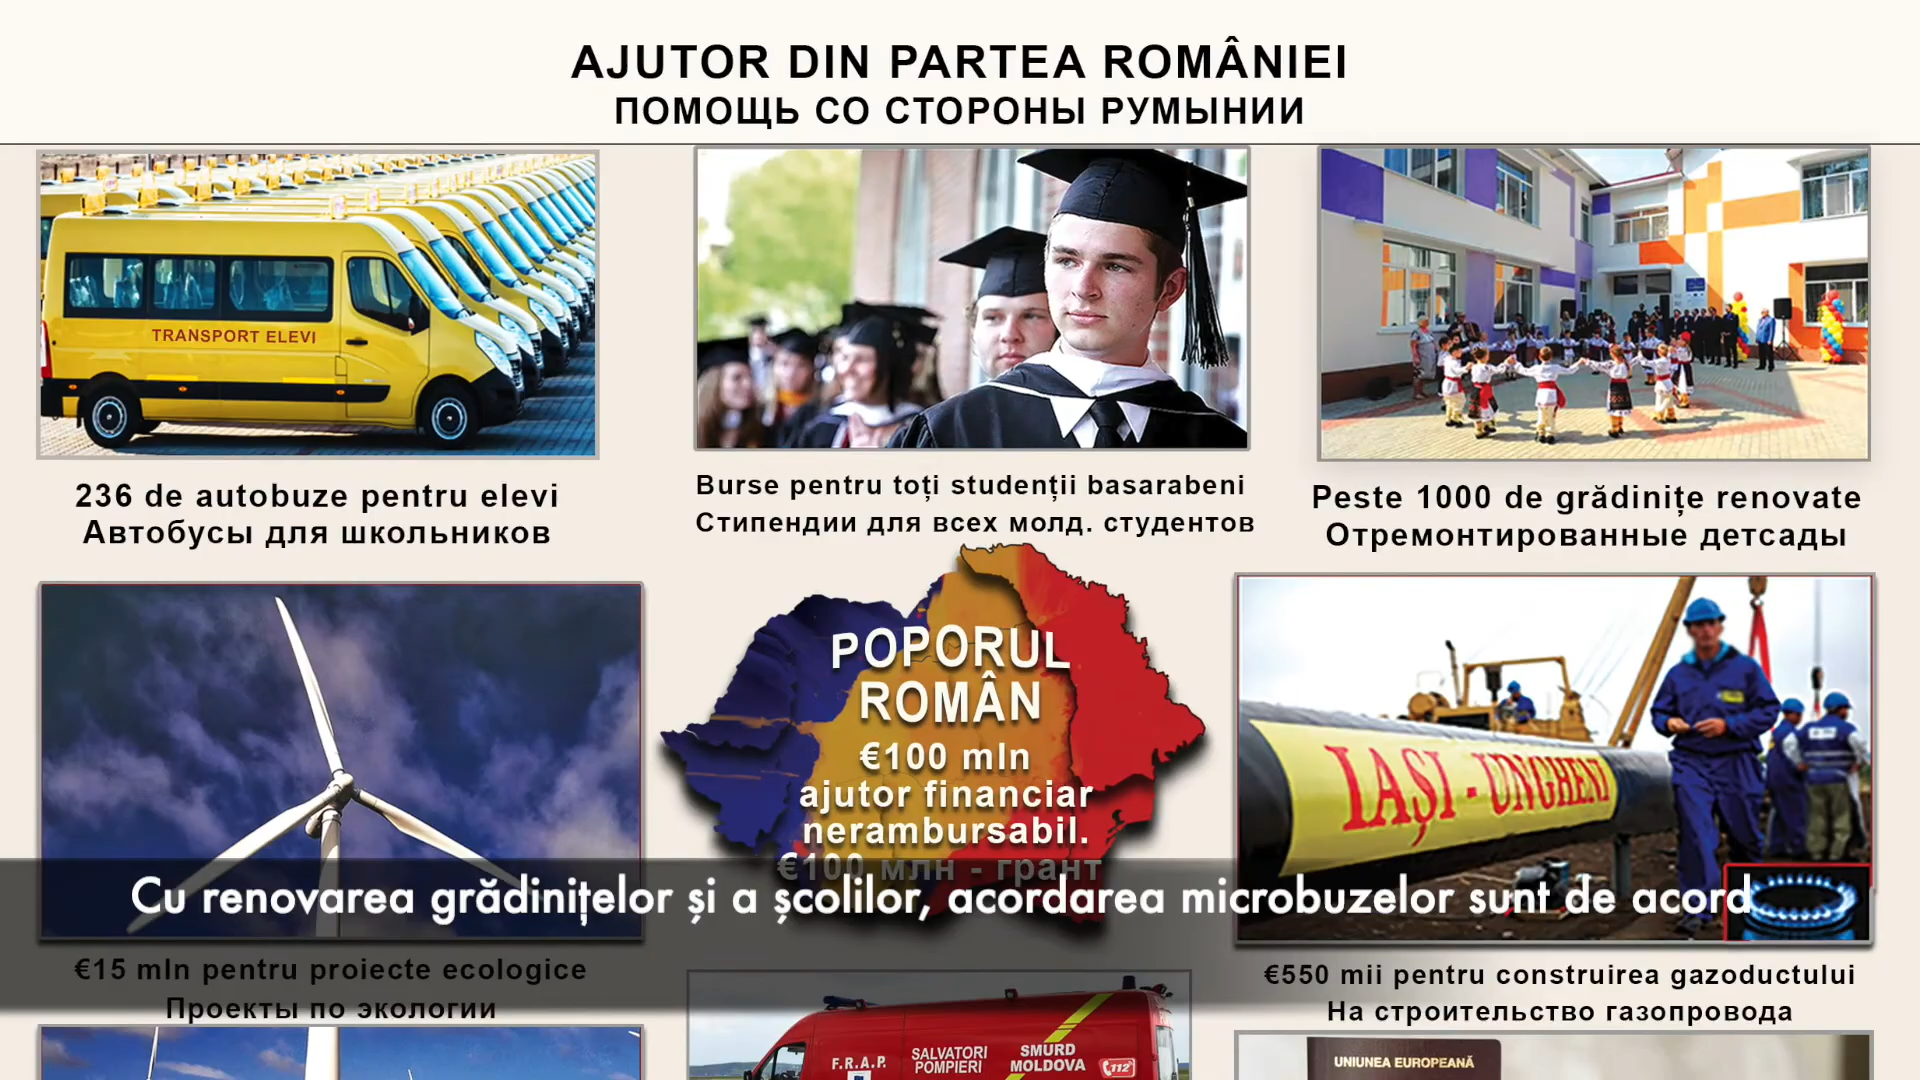 AJUTOR DIN PARTEA ROMÂNIEI
ПОМОЩЬ СО СТОРОНЫ РУМЫНИИ
TRANSPORT ELEVI
236 de autobuze pentru elevi
Автобусы для школьников
Burse pentru toți studenții basarabeni
Стипендии для всех молд. студентов
Peste 1000 de grădinițe renovate
Отремонтированные детсады
POPORUL
ROMÂN
€100 mln
ajutor financiar
nerambursabil.
€100 млн - грант
IAȘI - UNGHENI
Cu renovarea grădinițelor și a școlilor, acordarea microbuzelor sunt de acord
€15 mln pentru proiecte ecologice
Проекты по экологии
€550 mii pentru construirea gazoductului
На строительство газопровода
F.R.A.P.
SALVATORI
POMPIERI
SMURD
MOLDOVA
112
UNIUNEA EUROPEANĂ